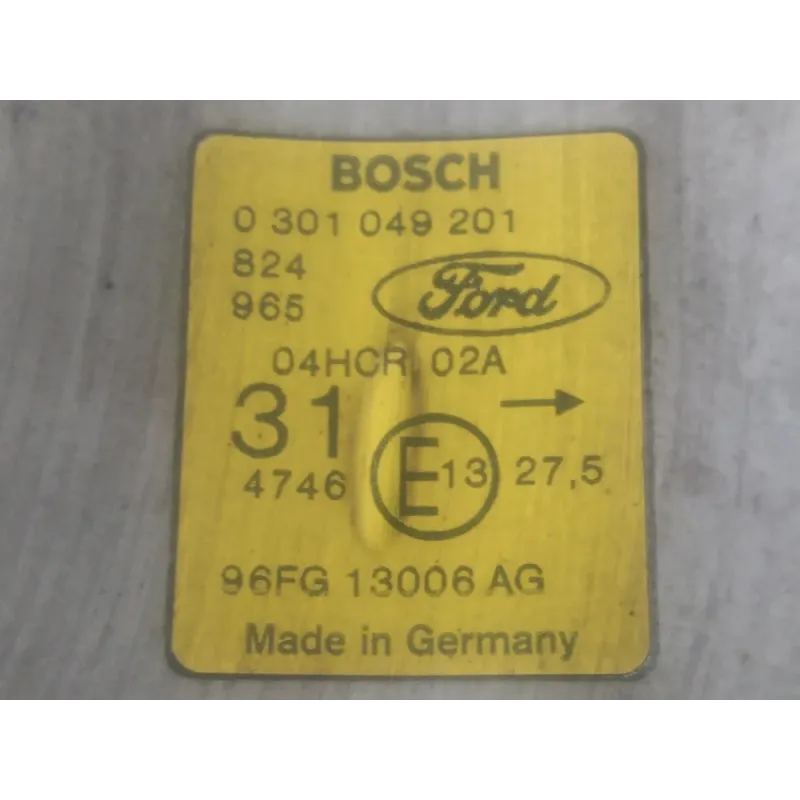 BOSCH
0 301 049 201
824
965
Ford
04HCR 02A
31 →
4746 E13 27,5
96FG 13006 AG
Made in Germany